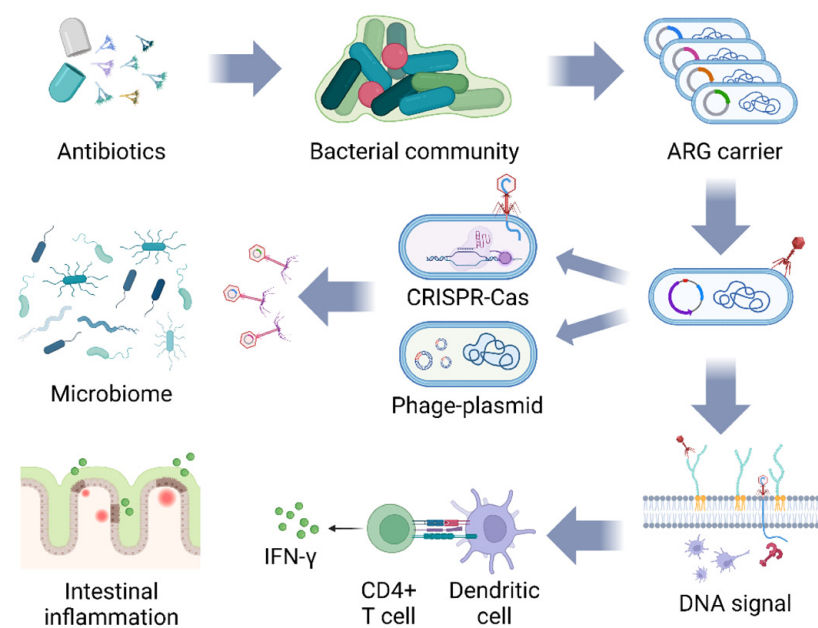 Antibiotics
Bacterial community
ARG carrier
CRISPR-Cas
Phage-plasmid
Microbiome
DNA signal
Dendritic
cell
CD4+
T cell
IFN-γ
Intestinal
inflammation